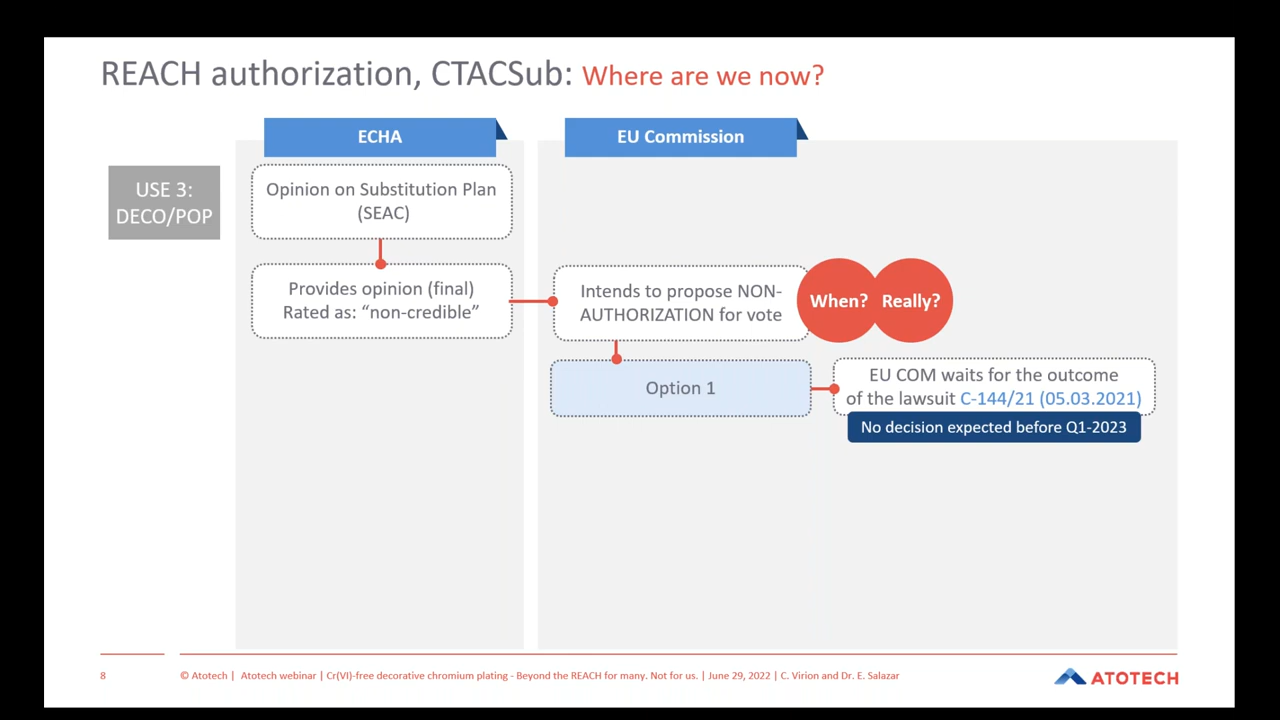 REACH authorization, CTACSub: Where are we now?
ECHA
EU Commission
USE 3:
DECO/POP
Opinion on Substitution Plan
(SEAC)
Provides opinion (final)
Rated as: “non-credible”
Intends to propose NON-
AUTHORIZATION for vote
When? Really?
Option 1
EU COM waits for the outcome
of the lawsuit C-144/21 (05.03.2021)
No decision expected before Q1-2023
8
© Atotech | Atotech webinar | Cr(VI)-free decorative chromium plating - Beyond the REACH for many. Not for us. | June 29, 2022 | C. Virion and Dr. E. Salazar
ATOTECH